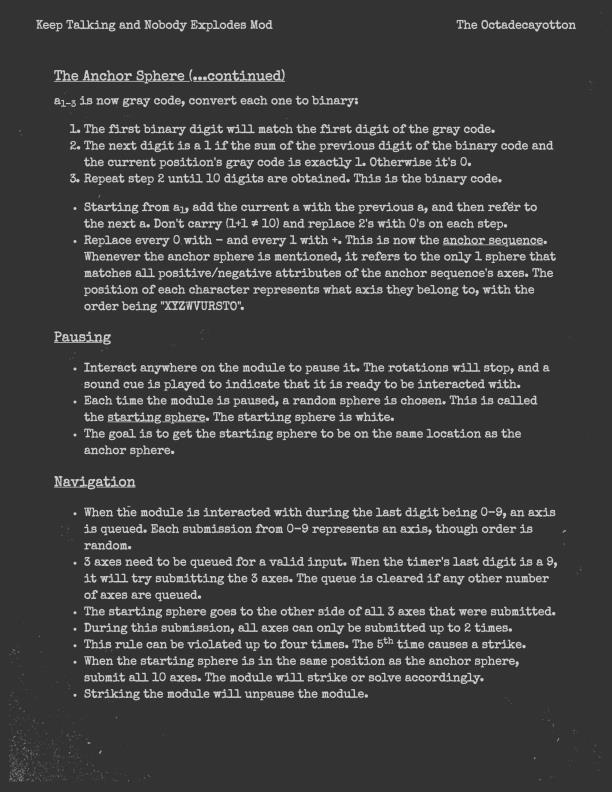 Keep Talking and Nobody Explodes Mod The Octadecayotton
The Anchor Sphere (...continued)
a1-3 is now gray code, convert each one to binary:
1. The first binary digit will match the first digit of the gray code.
2. The next digit is a 1 if the sum of the previous digit of the binary code and
the current position's gray code is exactly 1. Otherwise it's 0.
3. Repeat step 2 until 10 digits are obtained. This is the binary code.
• Starting from a1, add the current a with the previous a, and then refer to
the next a. Don't carry (1+1 ≠ 10) and replace 2's with 0's on each step.
• Replace every 0 with - and every 1 with +. This is now the anchor sequence.
Whenever the anchor sphere is mentioned, it refers to the only 1 sphere that
matches all positive/negative attributes of the anchor sequence's axes. The
position of each character represents what axis they belong to, with the
order being "XYZWVURSTO".
Pausing
• Interact anywhere on the module to pause it. The rotations will stop, and a
sound cue is played to indicate that it is ready to be interacted with.
• Each time the module is paused, a random sphere is chosen. This is called
the starting sphere. The starting sphere is white.
• The goal is to get the starting sphere to be on the same location as the
anchor sphere.
Navigation
• When the module is interacted with during the last digit being 0-9, an axis
is queued. Each submission from 0-9 represents an axis, though order is
random.
• 3 axes need to be queued for a valid input. When the timer's last digit is a 9,
it will try submitting the 3 axes. The queue is cleared if any other number
of axes are queued.
• The starting sphere goes to the other side of all 3 axes that were submitted.
• During this submission, all axes can only be submitted up to 2 times.
• This rule can be violated up to four times. The 5th time causes a strike.
• When the starting sphere is in the same position as the anchor sphere,
submit all 10 axes. The module will strike or solve accordingly.
• Striking the module will unpause the module.